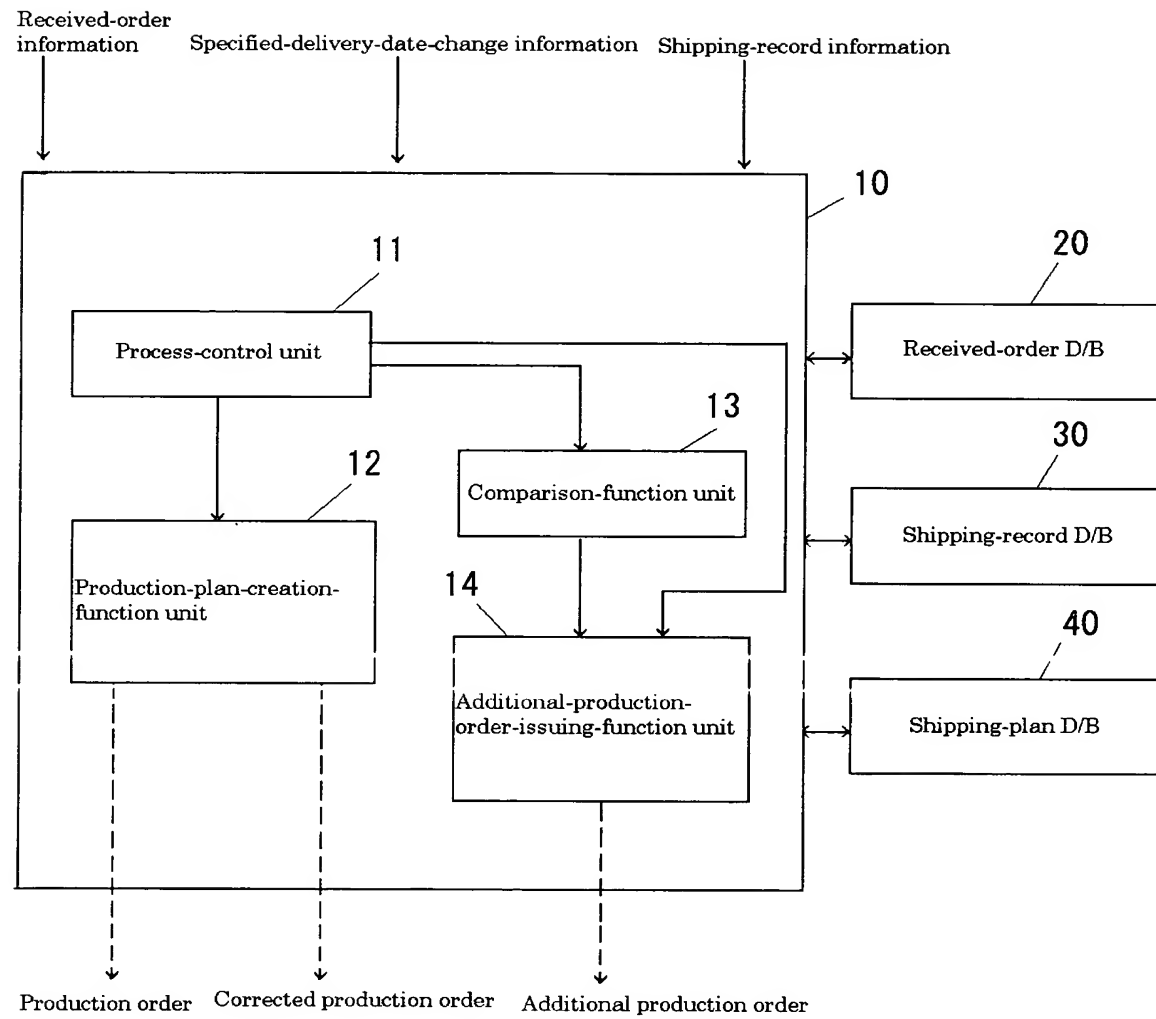 Received-order
information
Specified-delivery-date-change information
Shipping-record information
10
11
20
Process-control unit
Received-order D/B
13
30
12
Comparison-function unit
Shipping-record D/B
Production-plan-creation-
function unit
14
40
Additional-production-
order-issuing-function unit
Shipping-plan D/B
Production order
Corrected production order
Additional production order